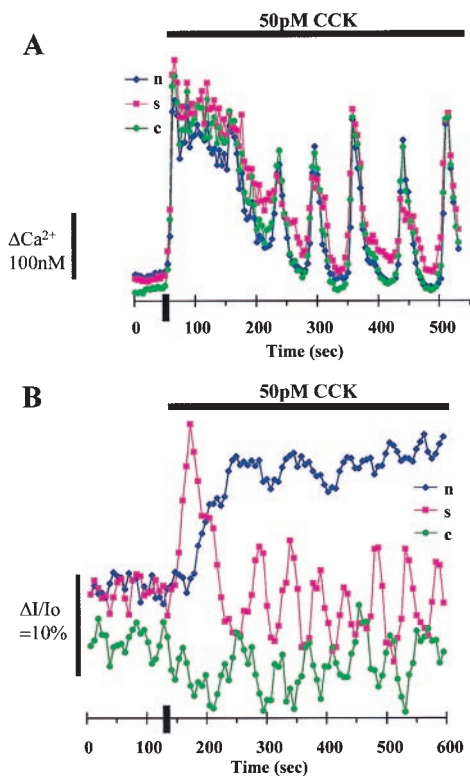 A
50pM CCK
n
s
c
ΔCa²⁺
100nM
0 100 200 300 400 500
Time (sec)
B
50pM CCK
n
s
c
ΔI/Io
=10%
0 100 200 300 400 500 600
Time (sec)